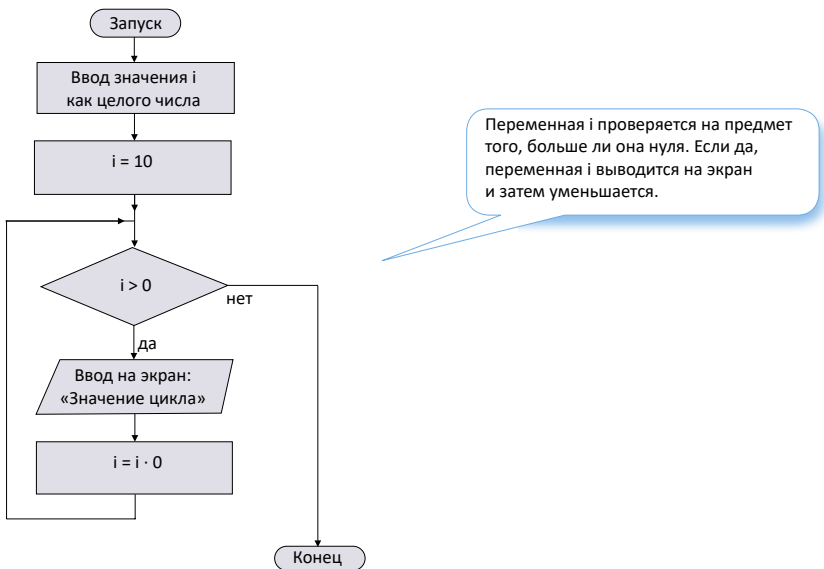 Запуск
Ввод значения i
как целого числа
i = 10
Переменная i проверяется на предмет
того, больше ли она нуля. Если да,
переменная i выводится на экран
и затем уменьшается.
i > 0
нет
да
Ввод на экран:
«Значение цикла»
i = i · 0
Конец